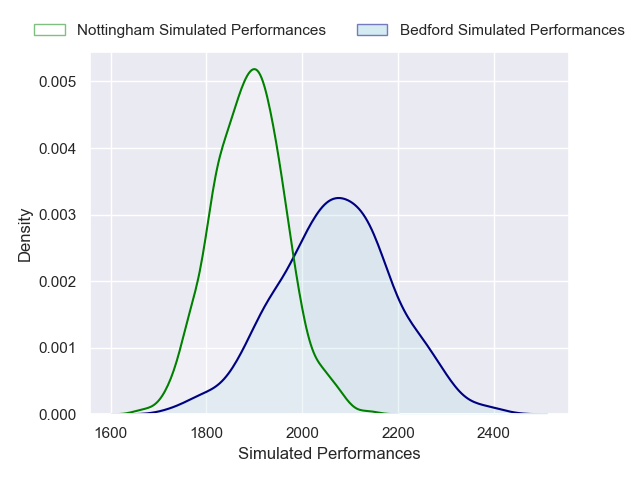 Nottingham Simulated Performances
Bedford Simulated Performances
0.005
0.004
0.003
0.002
0.001
0.000
Density
1600 1800 2000 2200 2400
Simulated Performances